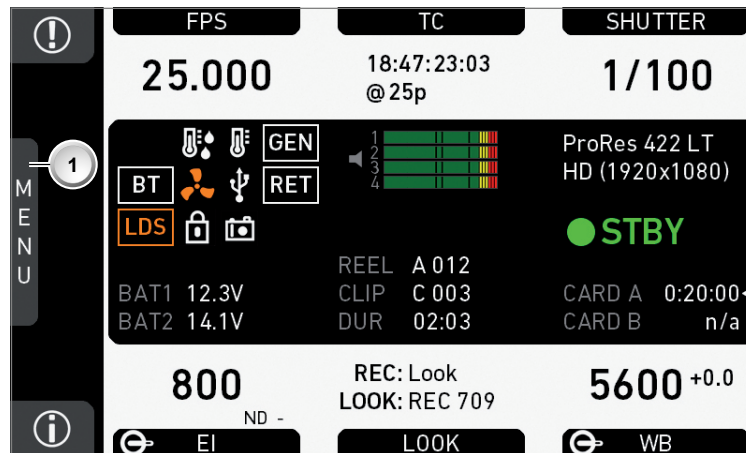 FPS TC SHUTTER
25.000 18:47:23:03 1/100
@25p
1
2
3
4
GEN
BT RET
LDS
ProRes 422 LT
HD (1920x1080)
STBY
1
MENU
REEL A 012
BAT1 12.3V CLIP C 003 CARD A 0:20:00
BAT2 14.1V DUR 02:03 CARD B n/a
800 REC: Look 5600 +0.0
LOOK: REC 709
ND -
EI LOOK WB